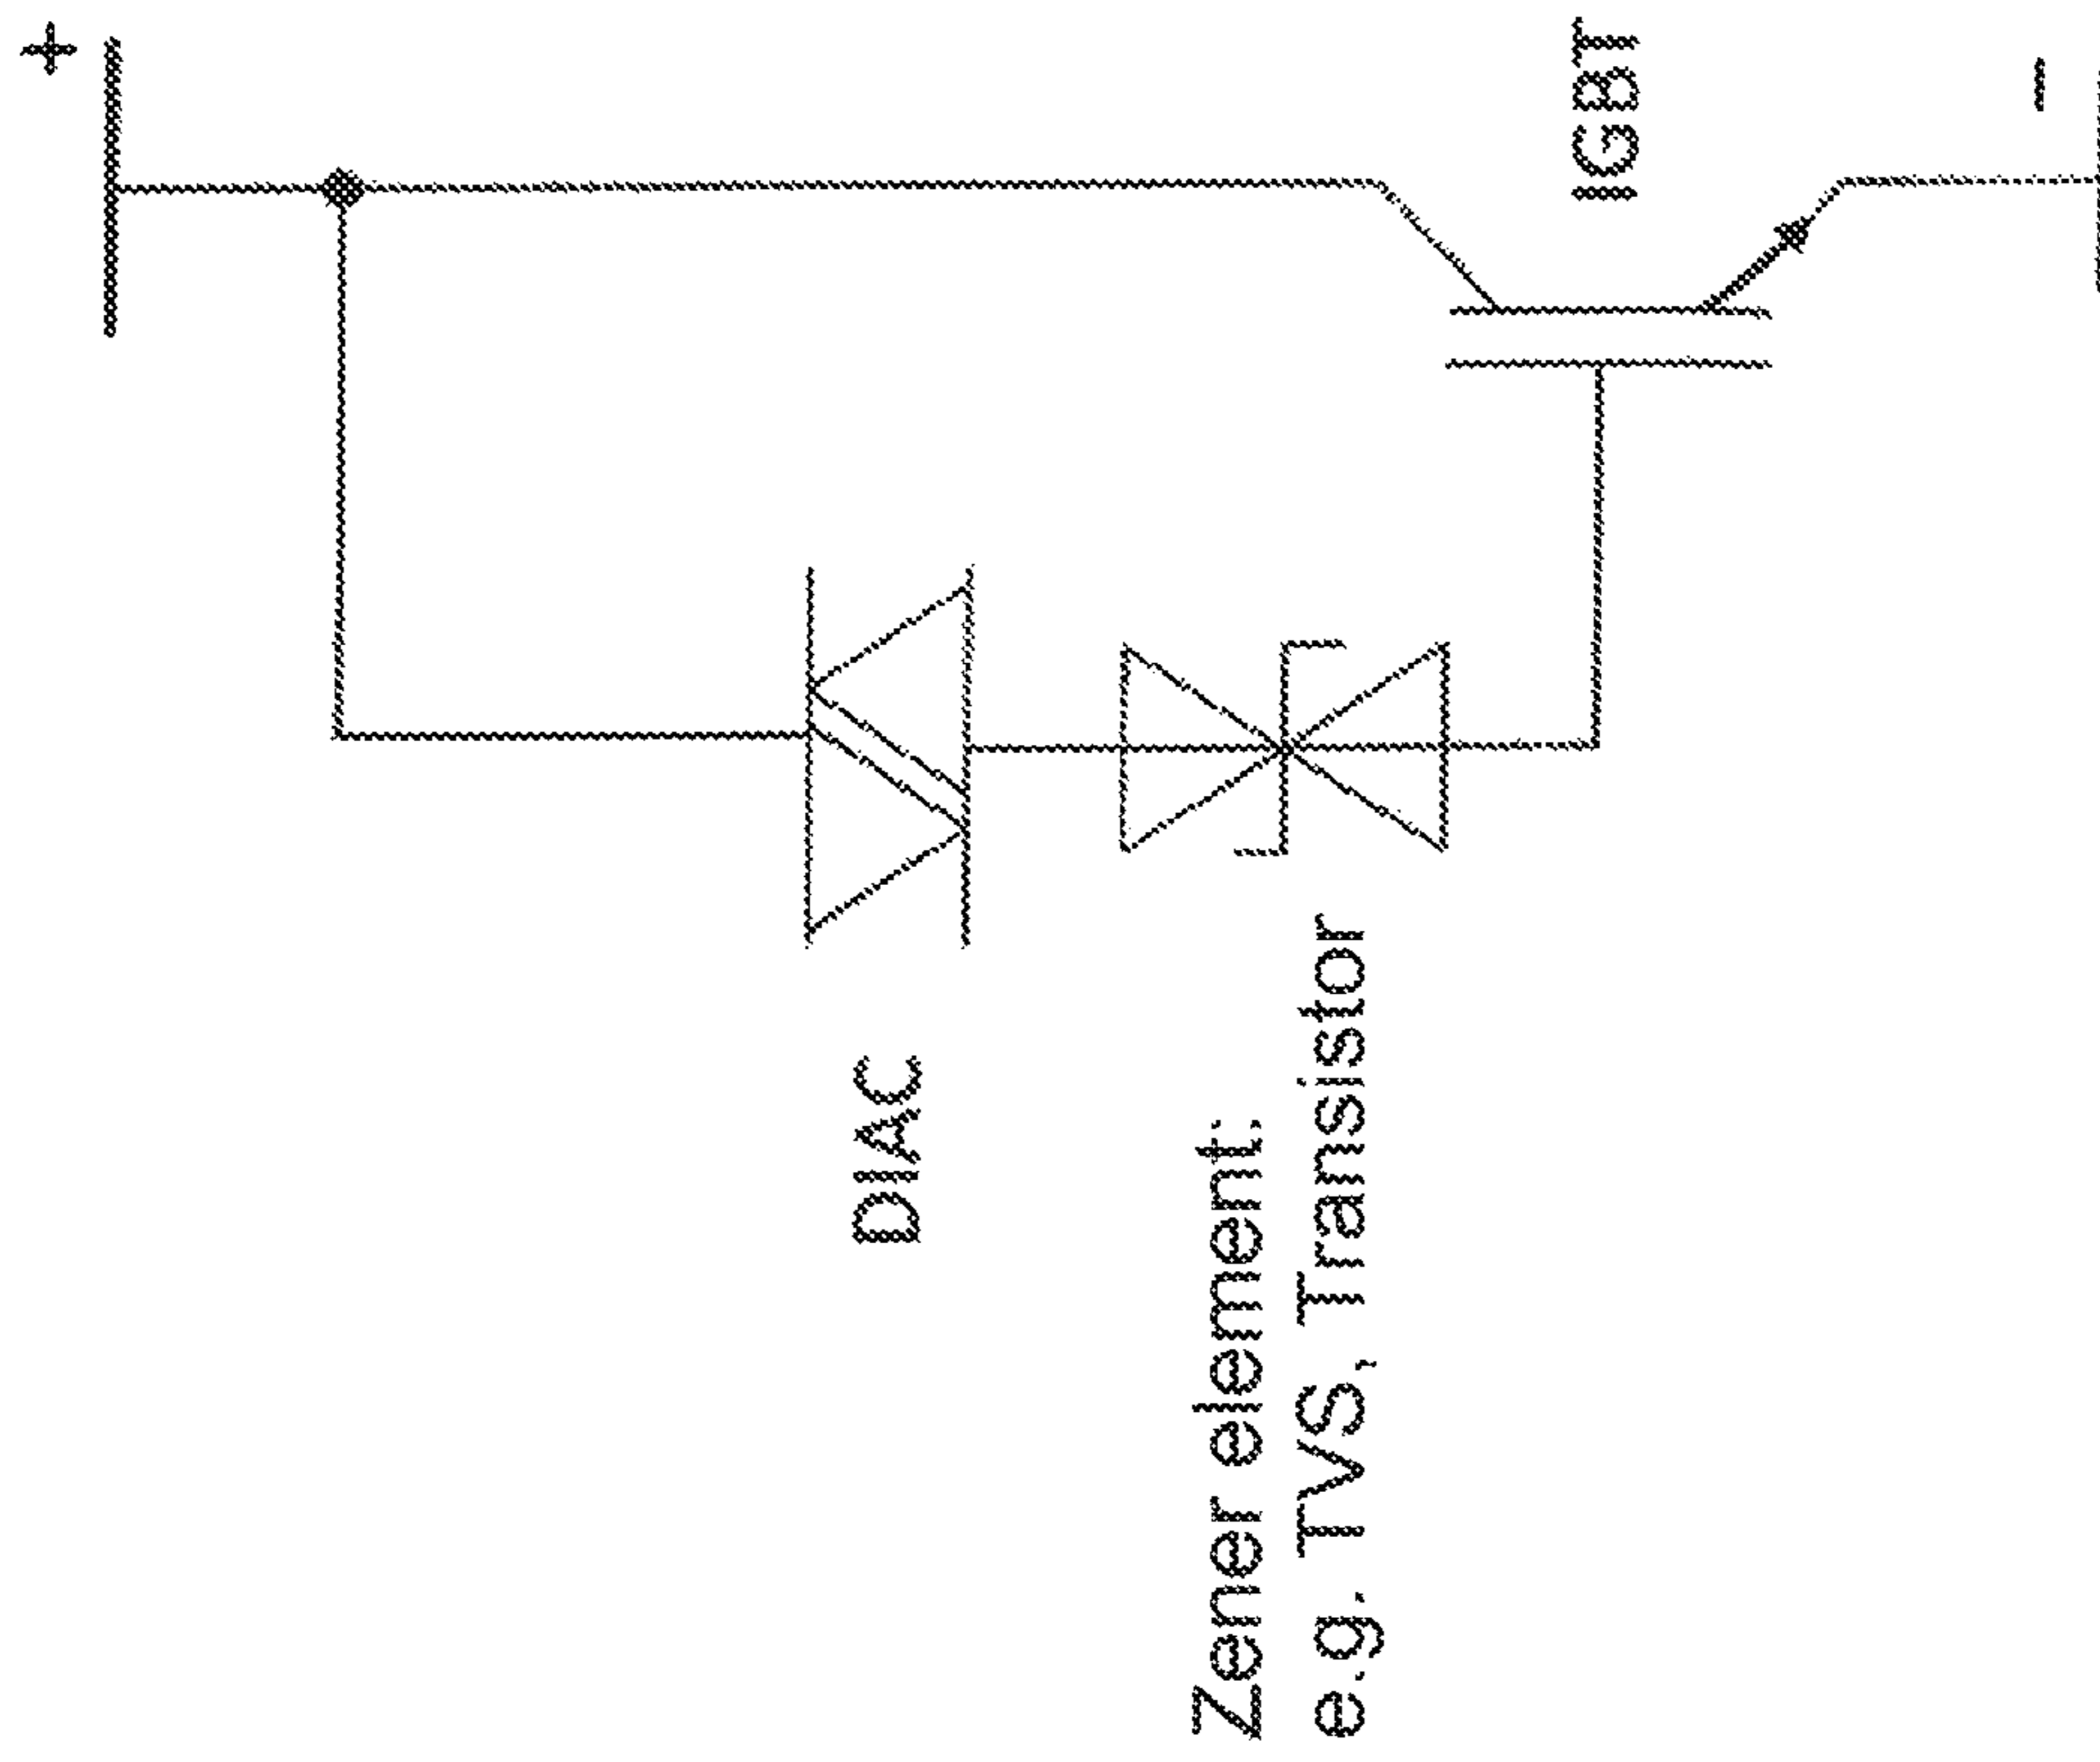 +
DIAC
Zener element:
e.g. TVS, Transistor
IGBT
–